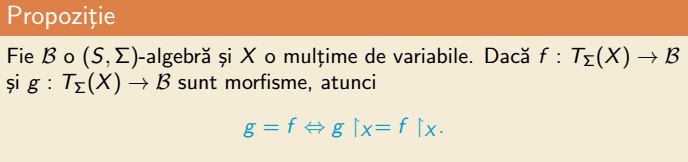 Propoziție
Fie ℬ o (S, Σ)-algebră și X o mulțime de variabile. Dacă f : T_Σ(X) → ℬ
și g : T_Σ(X) → ℬ sunt morfisme, atunci
g = f ⇔ g ↾_X= f ↾_X.